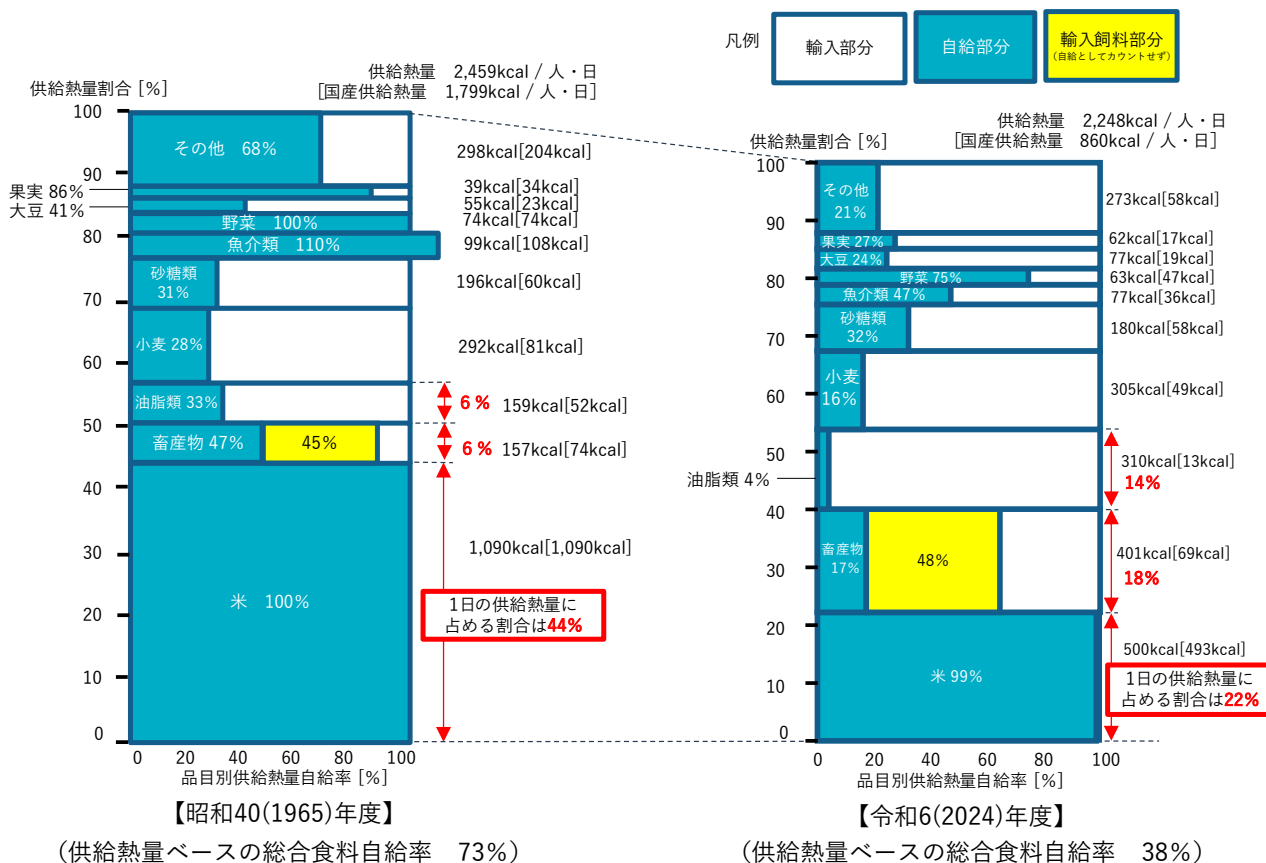 凡例
輸入部分
自給部分
輸入飼料部分
(自給としてカウントせず)
供給熱量 2,459kcal / 人・日
[国産供給熱量 1,799kcal / 人・日]
供給熱量割合 [%]
100
90
80
70
60
50
40
30
20
10
0
その他 68%
果実 86%
大豆 41%
野菜 100%
魚介類 110%
砂糖類
31%
小麦 28%
油脂類 33%
畜産物 47%
45%
米 100%
298kcal[204kcal]
39kcal[34kcal]
55kcal[23kcal]
74kcal[74kcal]
99kcal[108kcal]
196kcal[60kcal]
292kcal[81kcal]
6% 159kcal[52kcal]
6% 157kcal[74kcal]
1,090kcal[1,090kcal]
1日の供給熱量に
占める割合は44%
0 20 40 60 80 100
品目別供給熱量自給率 [%]
【昭和40(1965)年度】
(供給熱量ベースの総合食料自給率 73%)
供給熱量 2,248kcal / 人・日
[国産供給熱量 860kcal / 人・日]
供給熱量割合 [%]
100
90
80
70
60
50
40
30
20
10
0
その他
21%
果実 27%
大豆 24%
野菜 75%
魚介類 47%
砂糖類
32%
小麦
16%
油脂類 4%
畜産物
17%
48%
米 99%
273kcal[58kcal]
62kcal[17kcal]
77kcal[19kcal]
63kcal[47kcal]
77kcal[36kcal]
180kcal[58kcal]
305kcal[49kcal]
310kcal[13kcal]
14%
401kcal[69kcal]
18%
500kcal[493kcal]
1日の供給熱量に
占める割合は22%
0 20 40 60 80 100
品目別供給熱量自給率 [%]
【令和6(2024)年度】
(供給熱量ベースの総合食料自給率 38%)